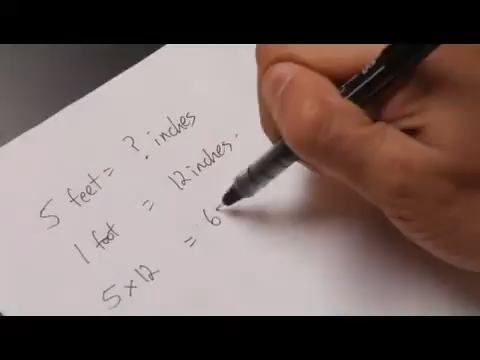 5 feet = ? inches
1 foot = 12 inches.
5 x 12 = 6